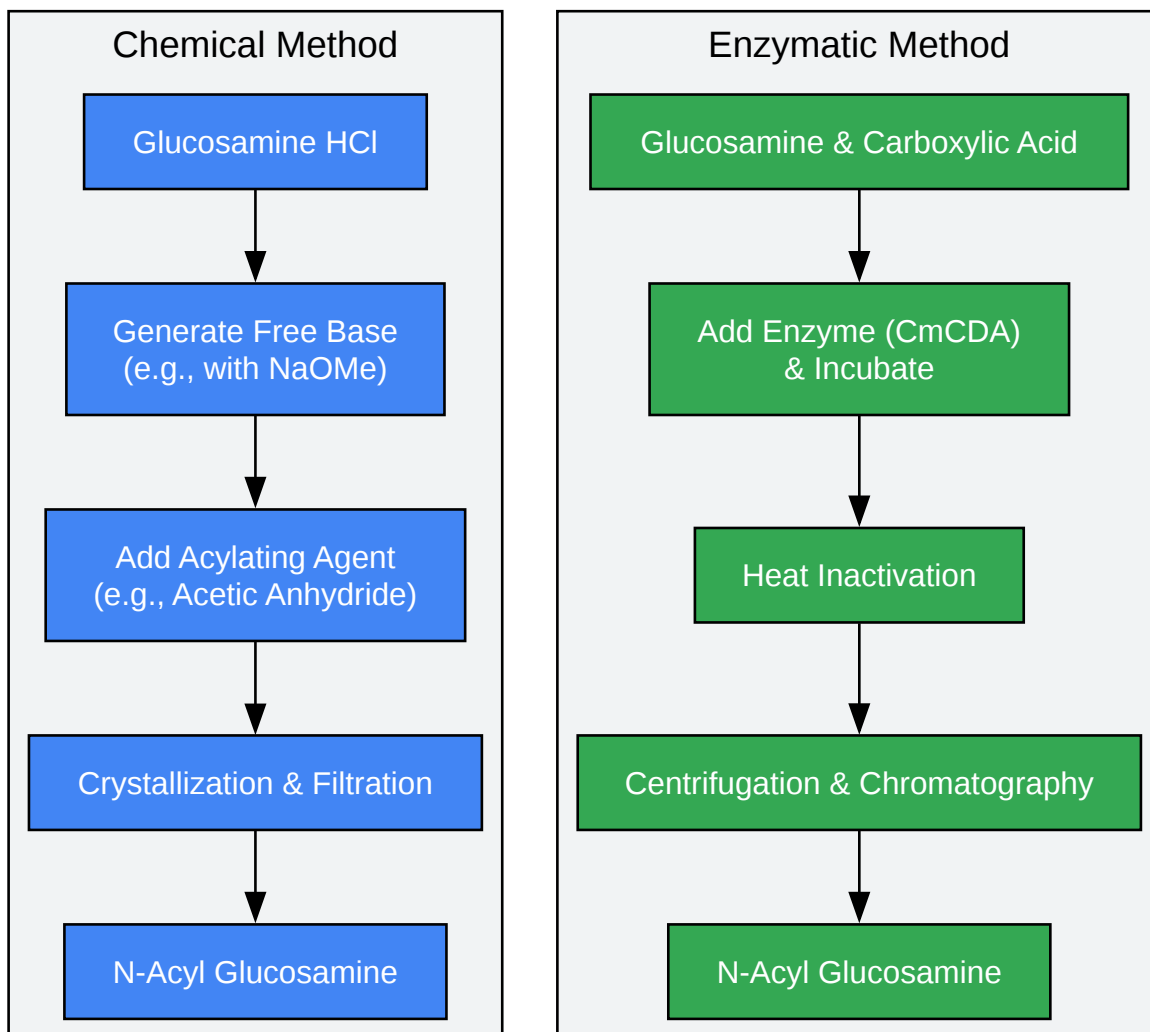 Chemical Method
Glucosamine HCl
Generate Free Base
(e.g., with NaOMe)
Add Acylating Agent
(e.g., Acetic Anhydride)
Crystallization & Filtration
N-Acyl Glucosamine
Enzymatic Method
Glucosamine & Carboxylic Acid
Add Enzyme (CmCDA)
& Incubate
Heat Inactivation
Centrifugation & Chromatography
N-Acyl Glucosamine